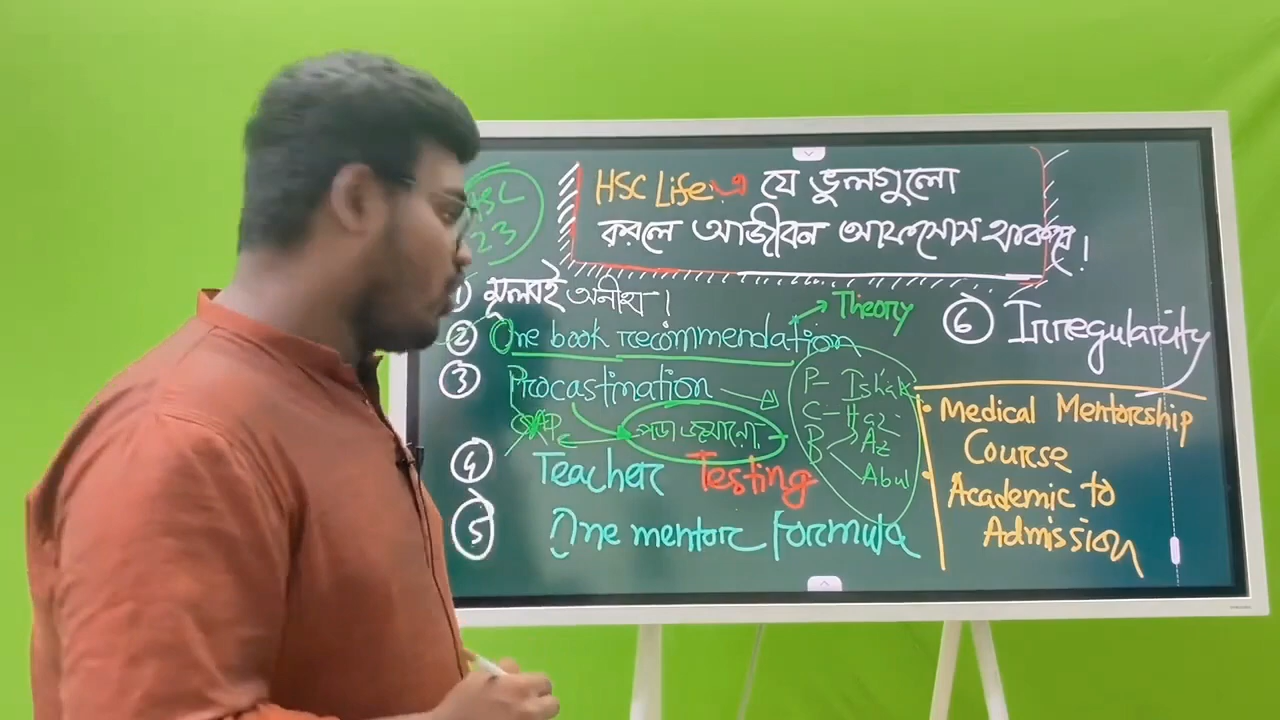 HSC
23
HSC Life এ যে ভুলগুলো
করলে আজীবন আফসোস থাকবে!
① মূলবই অনীহা।
② One book recommendation → Theory
③ Procastination
GAP পড়া জমানো
P- Ishak
C- Hazi
B Az
Abul
④ Teacher Testing
⑤ One mentor formula
⑥ Irregularity
• Medical Mentorship
Course
• Academic to
Admission